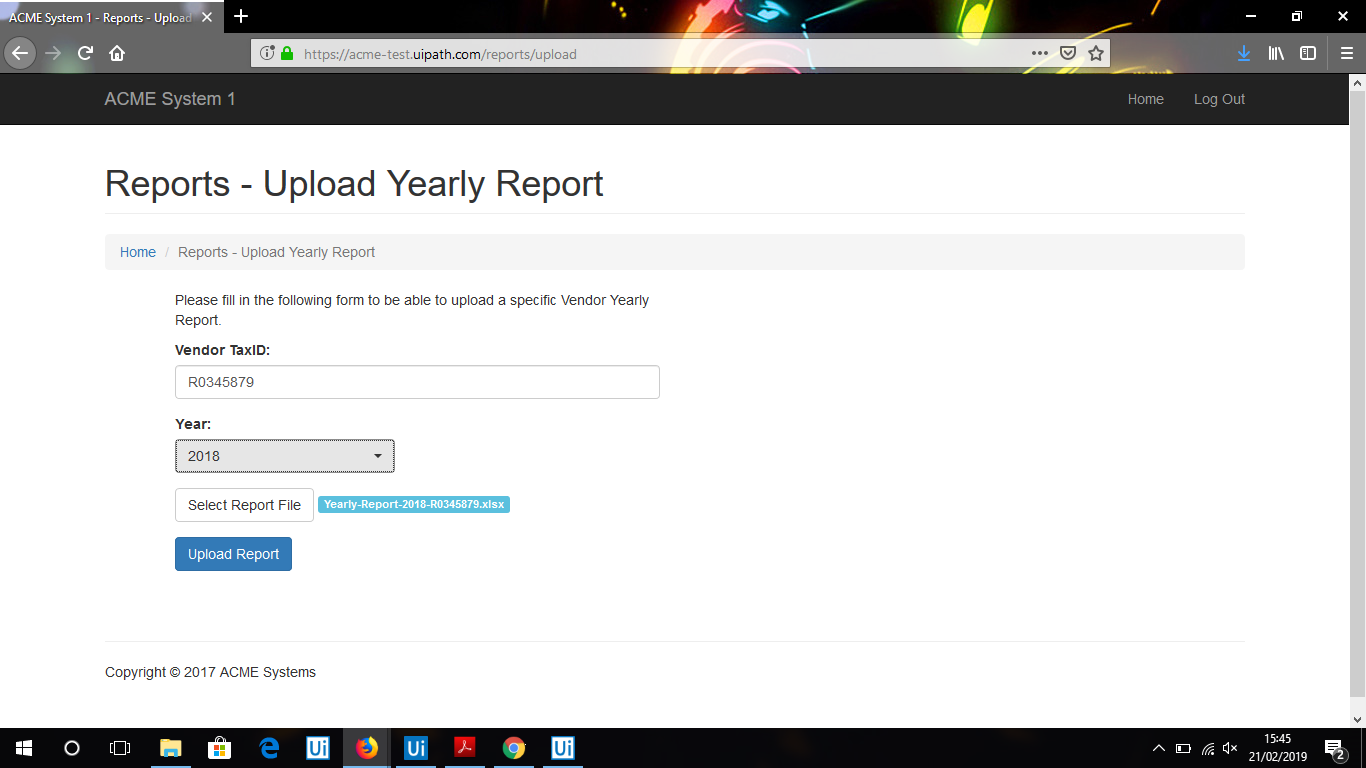 ACME System 1 - Reports - Upload
https://acme-test.uipath.com/reports/upload
ACME System 1 Home Log Out
Reports - Upload Yearly Report
Home / Reports - Upload Yearly Report
Please fill in the following form to be able to upload a specific Vendor Yearly
Report.
Vendor TaxID:
R0345879
Year:
2018
Select Report File Yearly-Report-2018-R0345879.xlsx
Upload Report
Copyright © 2017 ACME Systems
Ui Ui Ui
15:45
21/02/2019
2